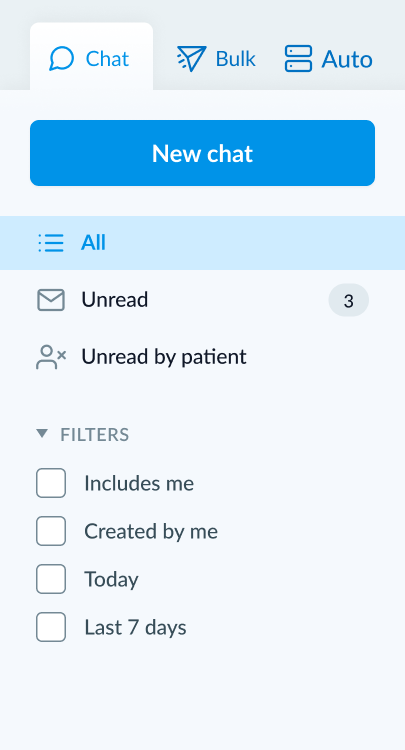 Chat Bulk Auto
New chat
All
Unread 3
Unread by patient
FILTERS
Includes me
Created by me
Today
Last 7 days